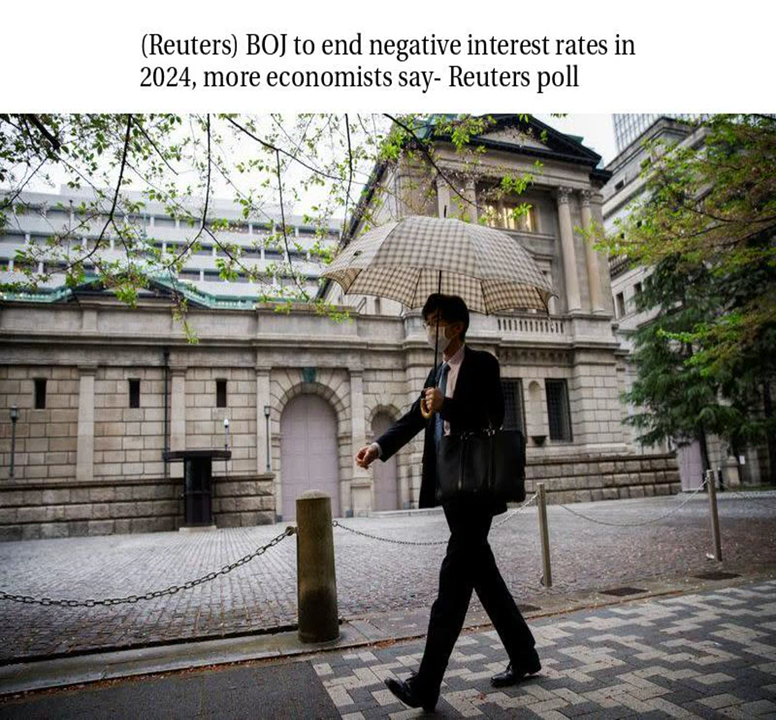 (Reuters) BOJ to end negative interest rates in
2024, more economists say- Reuters poll